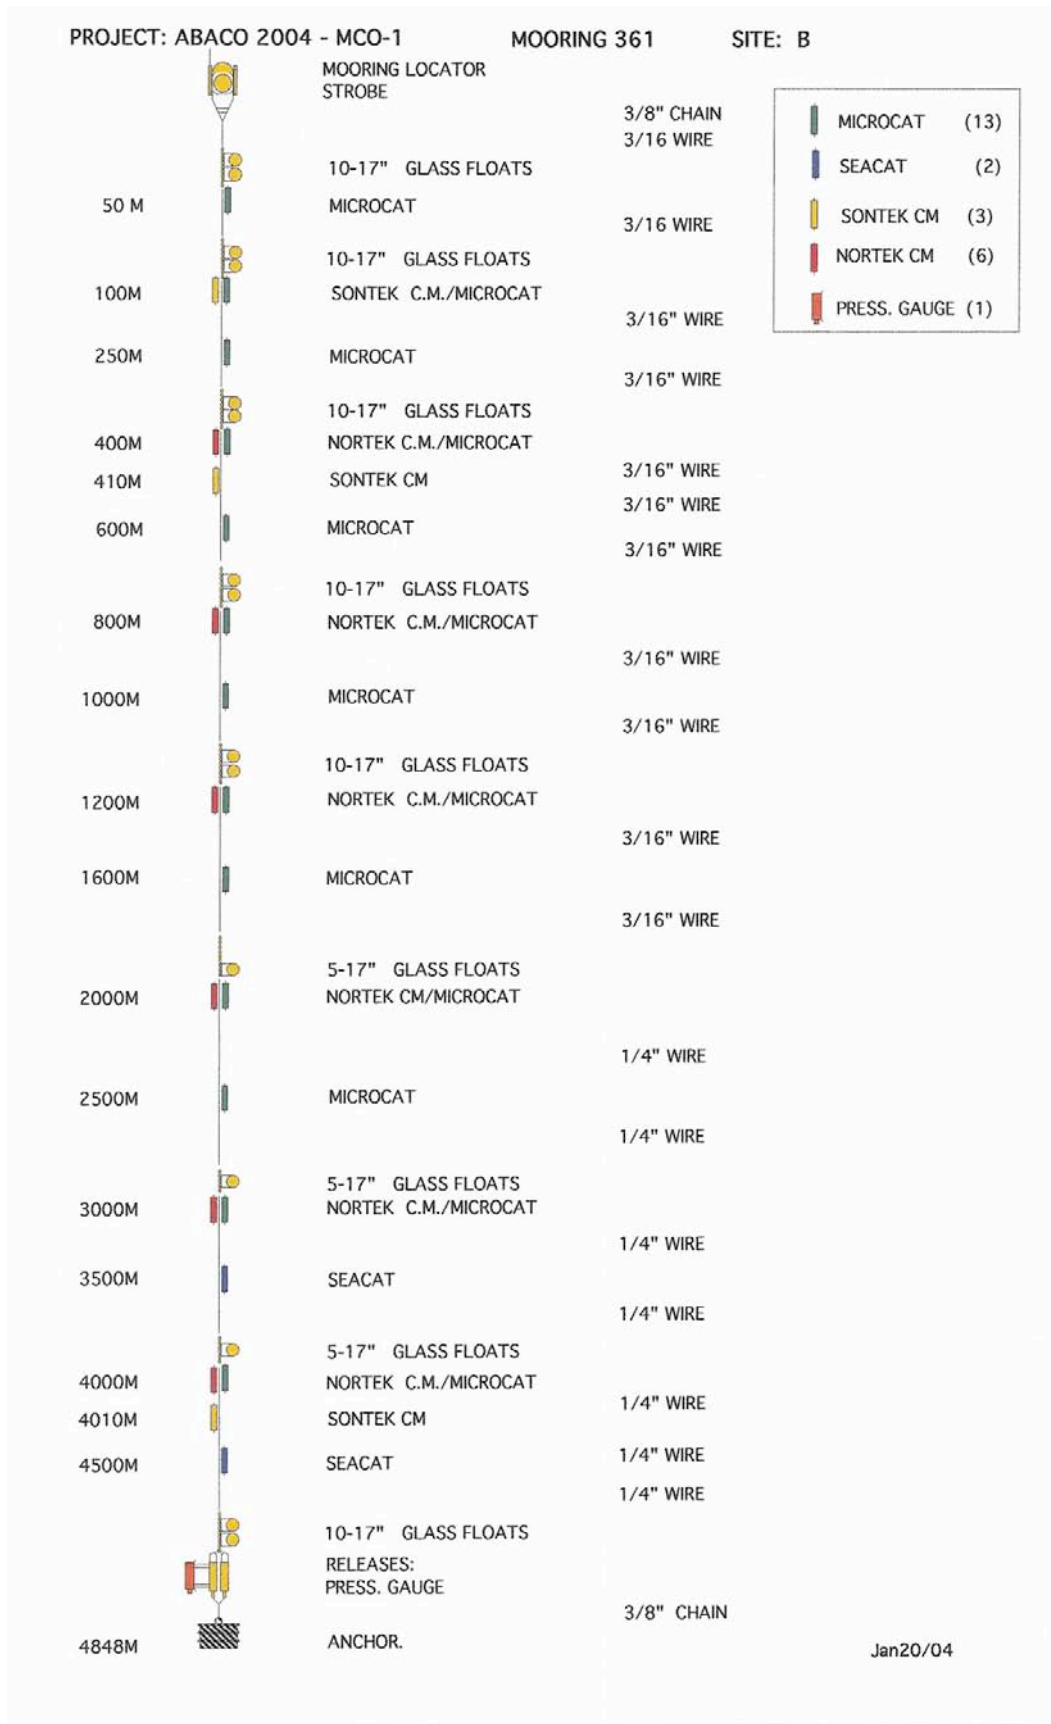 PROJECT: ABACO 2004 - MCO-1 MOORING 361 SITE: B
MOORING LOCATOR
STROBE
3/8" CHAIN
3/16 WIRE
MICROCAT (13)
SEACAT (2)
SONTEK CM (3)
NORTEK CM (6)
PRESS. GAUGE (1)
10-17" GLASS FLOATS
50 M MICROCAT
3/16 WIRE
10-17" GLASS FLOATS
100M SONTEK C.M./MICROCAT
3/16" WIRE
250M MICROCAT
3/16" WIRE
10-17" GLASS FLOATS
400M NORTEK C.M./MICROCAT
3/16" WIRE
410M SONTEK CM
3/16" WIRE
600M MICROCAT
3/16" WIRE
10-17" GLASS FLOATS
800M NORTEK C.M./MICROCAT
3/16" WIRE
1000M MICROCAT
3/16" WIRE
10-17" GLASS FLOATS
1200M NORTEK C.M./MICROCAT
3/16" WIRE
1600M MICROCAT
3/16" WIRE
5-17" GLASS FLOATS
2000M NORTEK CM/MICROCAT
1/4" WIRE
2500M MICROCAT
1/4" WIRE
5-17" GLASS FLOATS
3000M NORTEK C.M./MICROCAT
1/4" WIRE
3500M SEACAT
1/4" WIRE
5-17" GLASS FLOATS
4000M NORTEK C.M./MICROCAT
1/4" WIRE
4010M SONTEK CM
1/4" WIRE
4500M SEACAT
1/4" WIRE
10-17" GLASS FLOATS
RELEASES:
PRESS. GAUGE
3/8" CHAIN
4848M ANCHOR.
Jan20/04